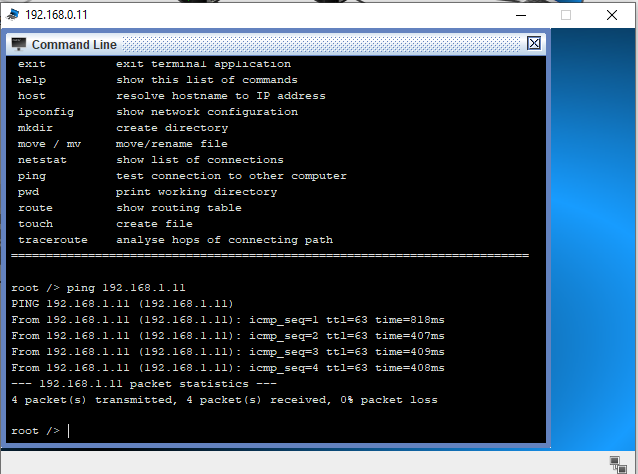 192.168.0.11
Command Line
exit exit terminal application
help show this list of commands
host resolve hostname to IP address
ipconfig show network configuration
mkdir create directory
move / mv move/rename file
netstat show list of connections
ping test connection to other computer
pwd print working directory
route show routing table
touch create file
traceroute analyse hops of connecting path
==========================================================================
root /> ping 192.168.1.11
PING 192.168.1.11 (192.168.1.11)
From 192.168.1.11 (192.168.1.11): icmp_seq=1 ttl=63 time=818ms
From 192.168.1.11 (192.168.1.11): icmp_seq=2 ttl=63 time=407ms
From 192.168.1.11 (192.168.1.11): icmp_seq=3 ttl=63 time=409ms
From 192.168.1.11 (192.168.1.11): icmp_seq=4 ttl=63 time=408ms
--- 192.168.1.11 packet statistics ---
4 packet(s) transmitted, 4 packet(s) received, 0% packet loss
root />